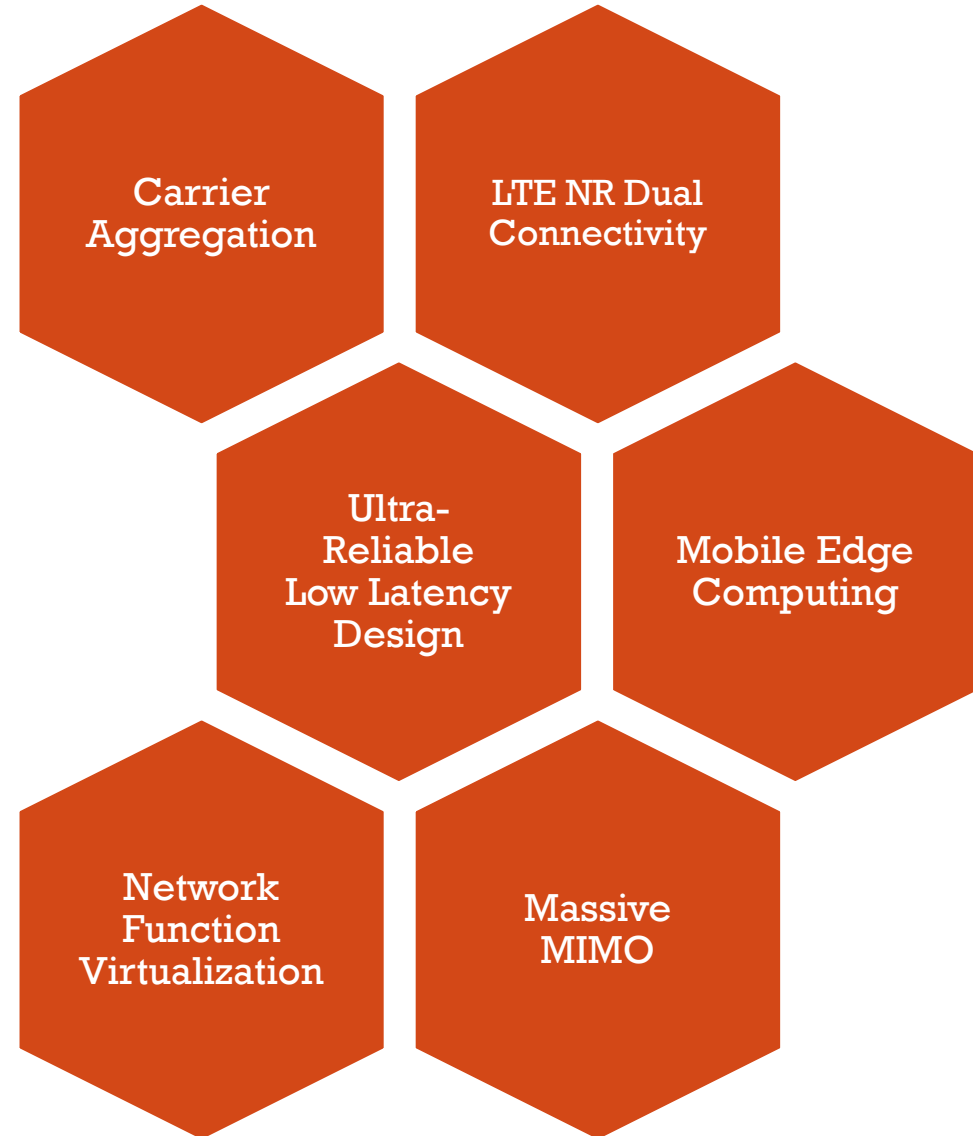 Carrier
Aggregation
LTE NR Dual
Connectivity
Ultra-
Reliable
Low Latency
Design
Mobile Edge
Computing
Network
Function
Virtualization
Massive
MIMO